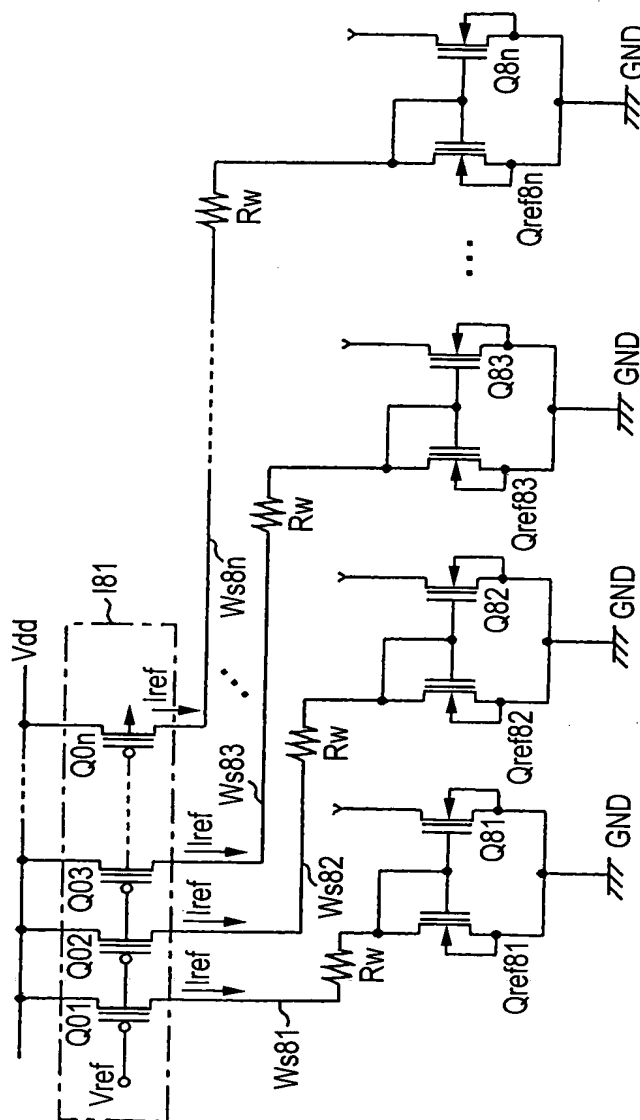 Vdd
I81
Vref
Q01
Q02
Q03
Q0n
Iref
Iref
Iref
Iref
Ws81
Ws82
Ws83
Ws8n
Rw
Rw
Rw
Rw
Qref81
Q81
Qref82
Q82
Qref83
Q83
Qref8n
Q8n
GND
GND
GND
GND